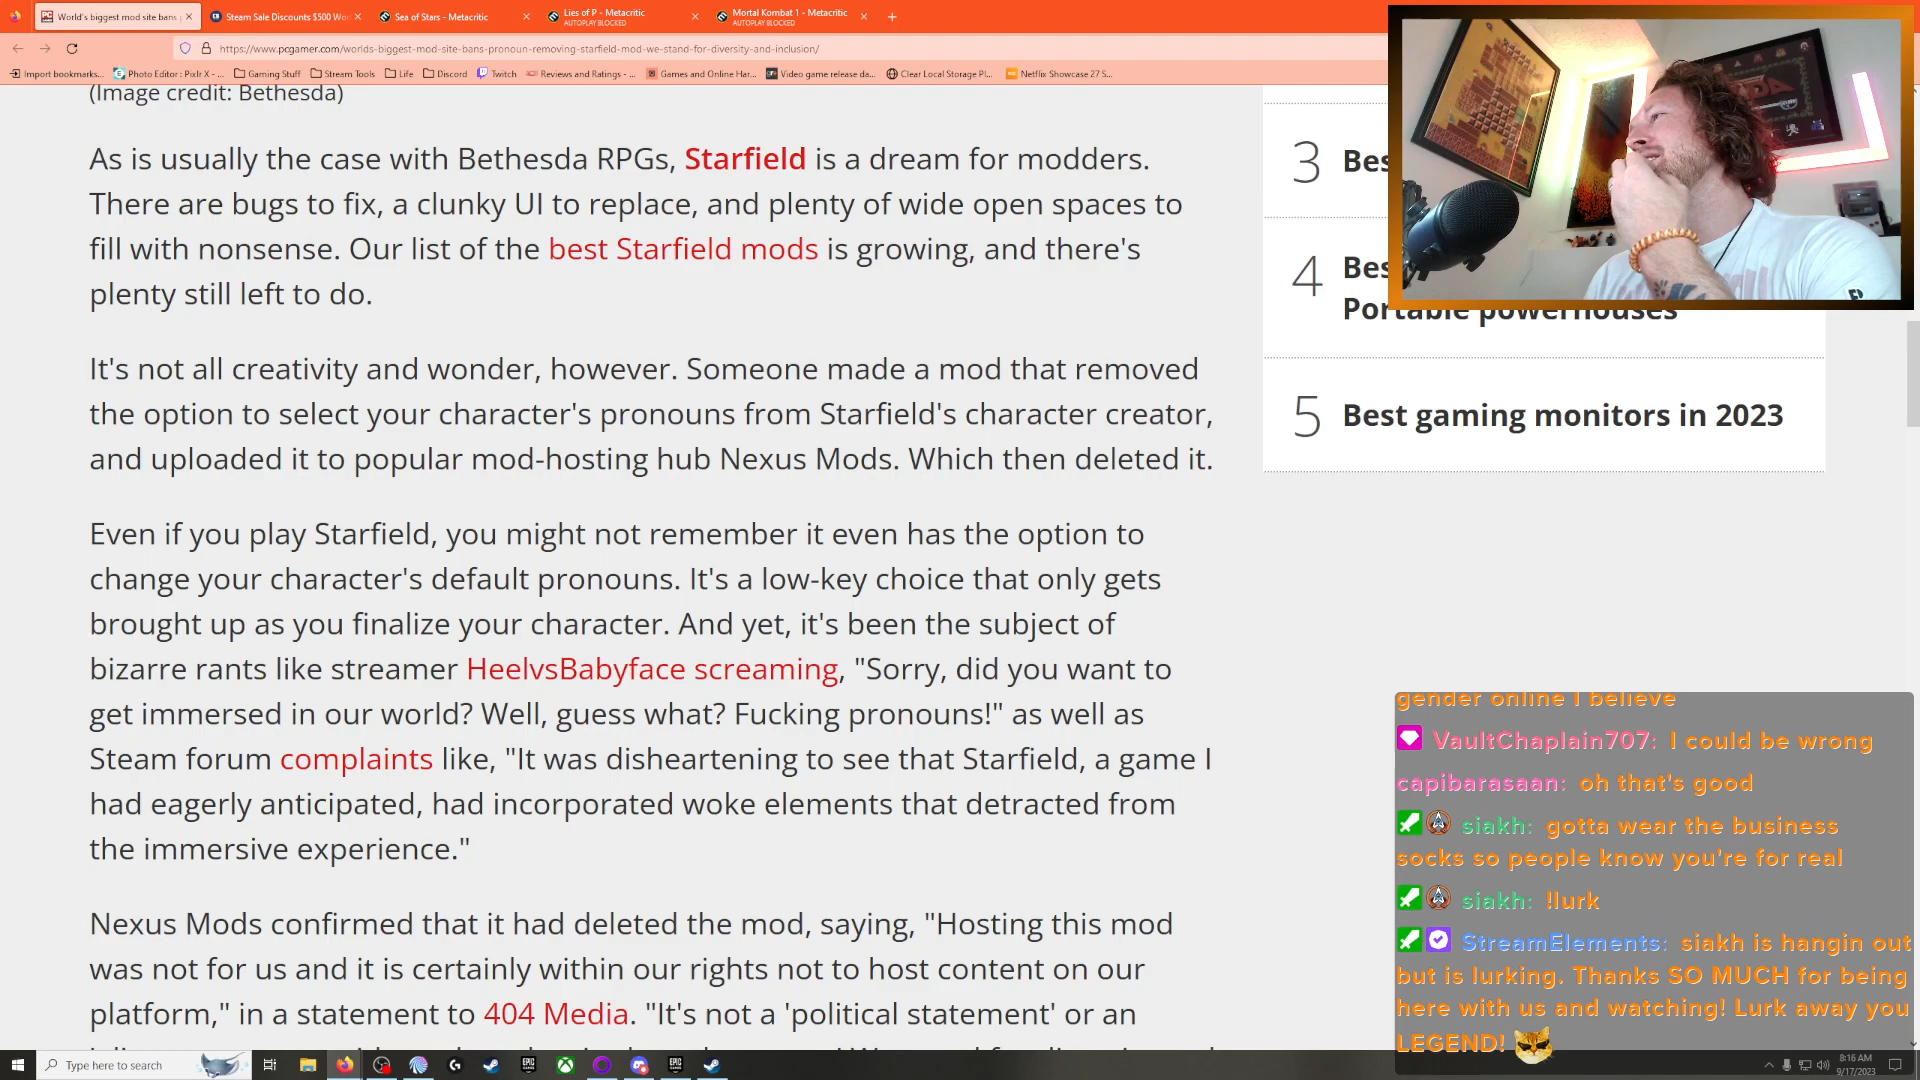 World's biggest mod site bans
Steam Sale Discounts $500 Wor
Sea of Stars - Metacritic
Lies of P - Metacritic
AUTOPLAY BLOCKED
Mortal Kombat 1 - Metacritic
AUTOPLAY BLOCKED
https://www.pcgamer.com/worlds-biggest-mod-site-bans-pronoun-removing-starfield-mod-we-stand-for-diversity-and-inclusion/
Import bookmarks...
Photo Editor : Pixlr X - ...
Gaming Stuff
Stream Tools
Life
Discord
Twitch
Reviews and Ratings - ...
Games and Online Har...
Video game release da...
Clear Local Storage Pl...
Netflix Showcase 27 S...
(Image credit: Bethesda)
As is usually the case with Bethesda RPGs, Starfield is a dream for modders.
There are bugs to fix, a clunky UI to replace, and plenty of wide open spaces to
fill with nonsense. Our list of the best Starfield mods is growing, and there's
plenty still left to do.
It's not all creativity and wonder, however. Someone made a mod that removed
the option to select your character's pronouns from Starfield's character creator,
and uploaded it to popular mod-hosting hub Nexus Mods. Which then deleted it.
Even if you play Starfield, you might not remember it even has the option to
change your character's default pronouns. It's a low-key choice that only gets
brought up as you finalize your character. And yet, it's been the subject of
bizarre rants like streamer HeelvsBabyface screaming, "Sorry, did you want to
get immersed in our world? Well, guess what? Fucking pronouns!" as well as
Steam forum complaints like, "It was disheartening to see that Starfield, a game I
had eagerly anticipated, had incorporated woke elements that detracted from
the immersive experience."
Nexus Mods confirmed that it had deleted the mod, saying, "Hosting this mod
was not for us and it is certainly within our rights not to host content on our
platform," in a statement to 404 Media. "It's not a 'political statement' or an
3 Bes
4 Bes
Portable powerhouses
5 Best gaming monitors in 2023
gender online I believe
VaultChaplain707: I could be wrong
capibarasaan: oh that's good
siakh: gotta wear the business
socks so people know you're for real
siakh: !lurk
StreamElements: siakh is hangin out
but is lurking. Thanks SO MUCH for being
here with us and watching! Lurk away you
LEGEND!
Type here to search
8:16 AM
9/17/2023